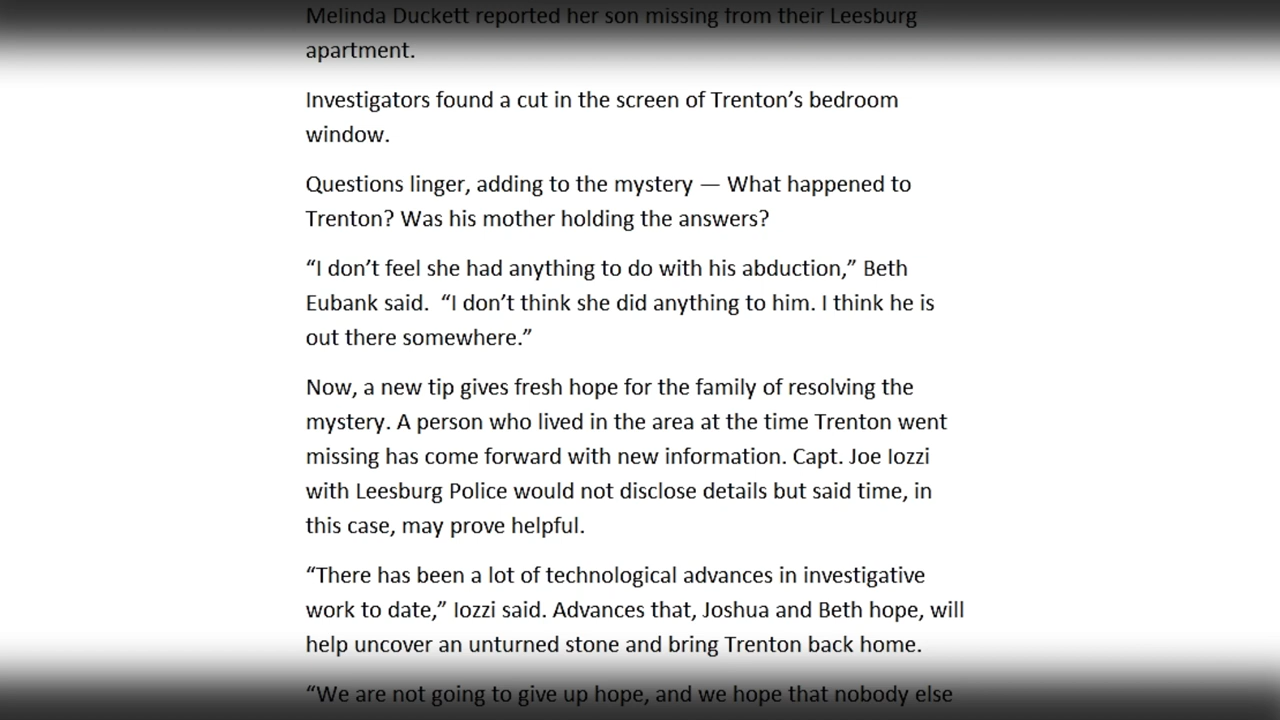 Melinda Duckett reported her son missing from their Leesburg
apartment.
Investigators found a cut in the screen of Trenton’s bedroom
window.
Questions linger, adding to the mystery — What happened to
Trenton? Was his mother holding the answers?
“I don’t feel she had anything to do with his abduction,” Beth
Eubank said.  “I don’t think she did anything to him. I think he is
out there somewhere.”
Now, a new tip gives fresh hope for the family of resolving the
mystery. A person who lived in the area at the time Trenton went
missing has come forward with new information. Capt. Joe Iozzi
with Leesburg Police would not disclose details but said time, in
this case, may prove helpful.
“There has been a lot of technological advances in investigative
work to date,” Iozzi said. Advances that, Joshua and Beth hope, will
help uncover an unturned stone and bring Trenton back home.
“We are not going to give up hope, and we hope that nobody else